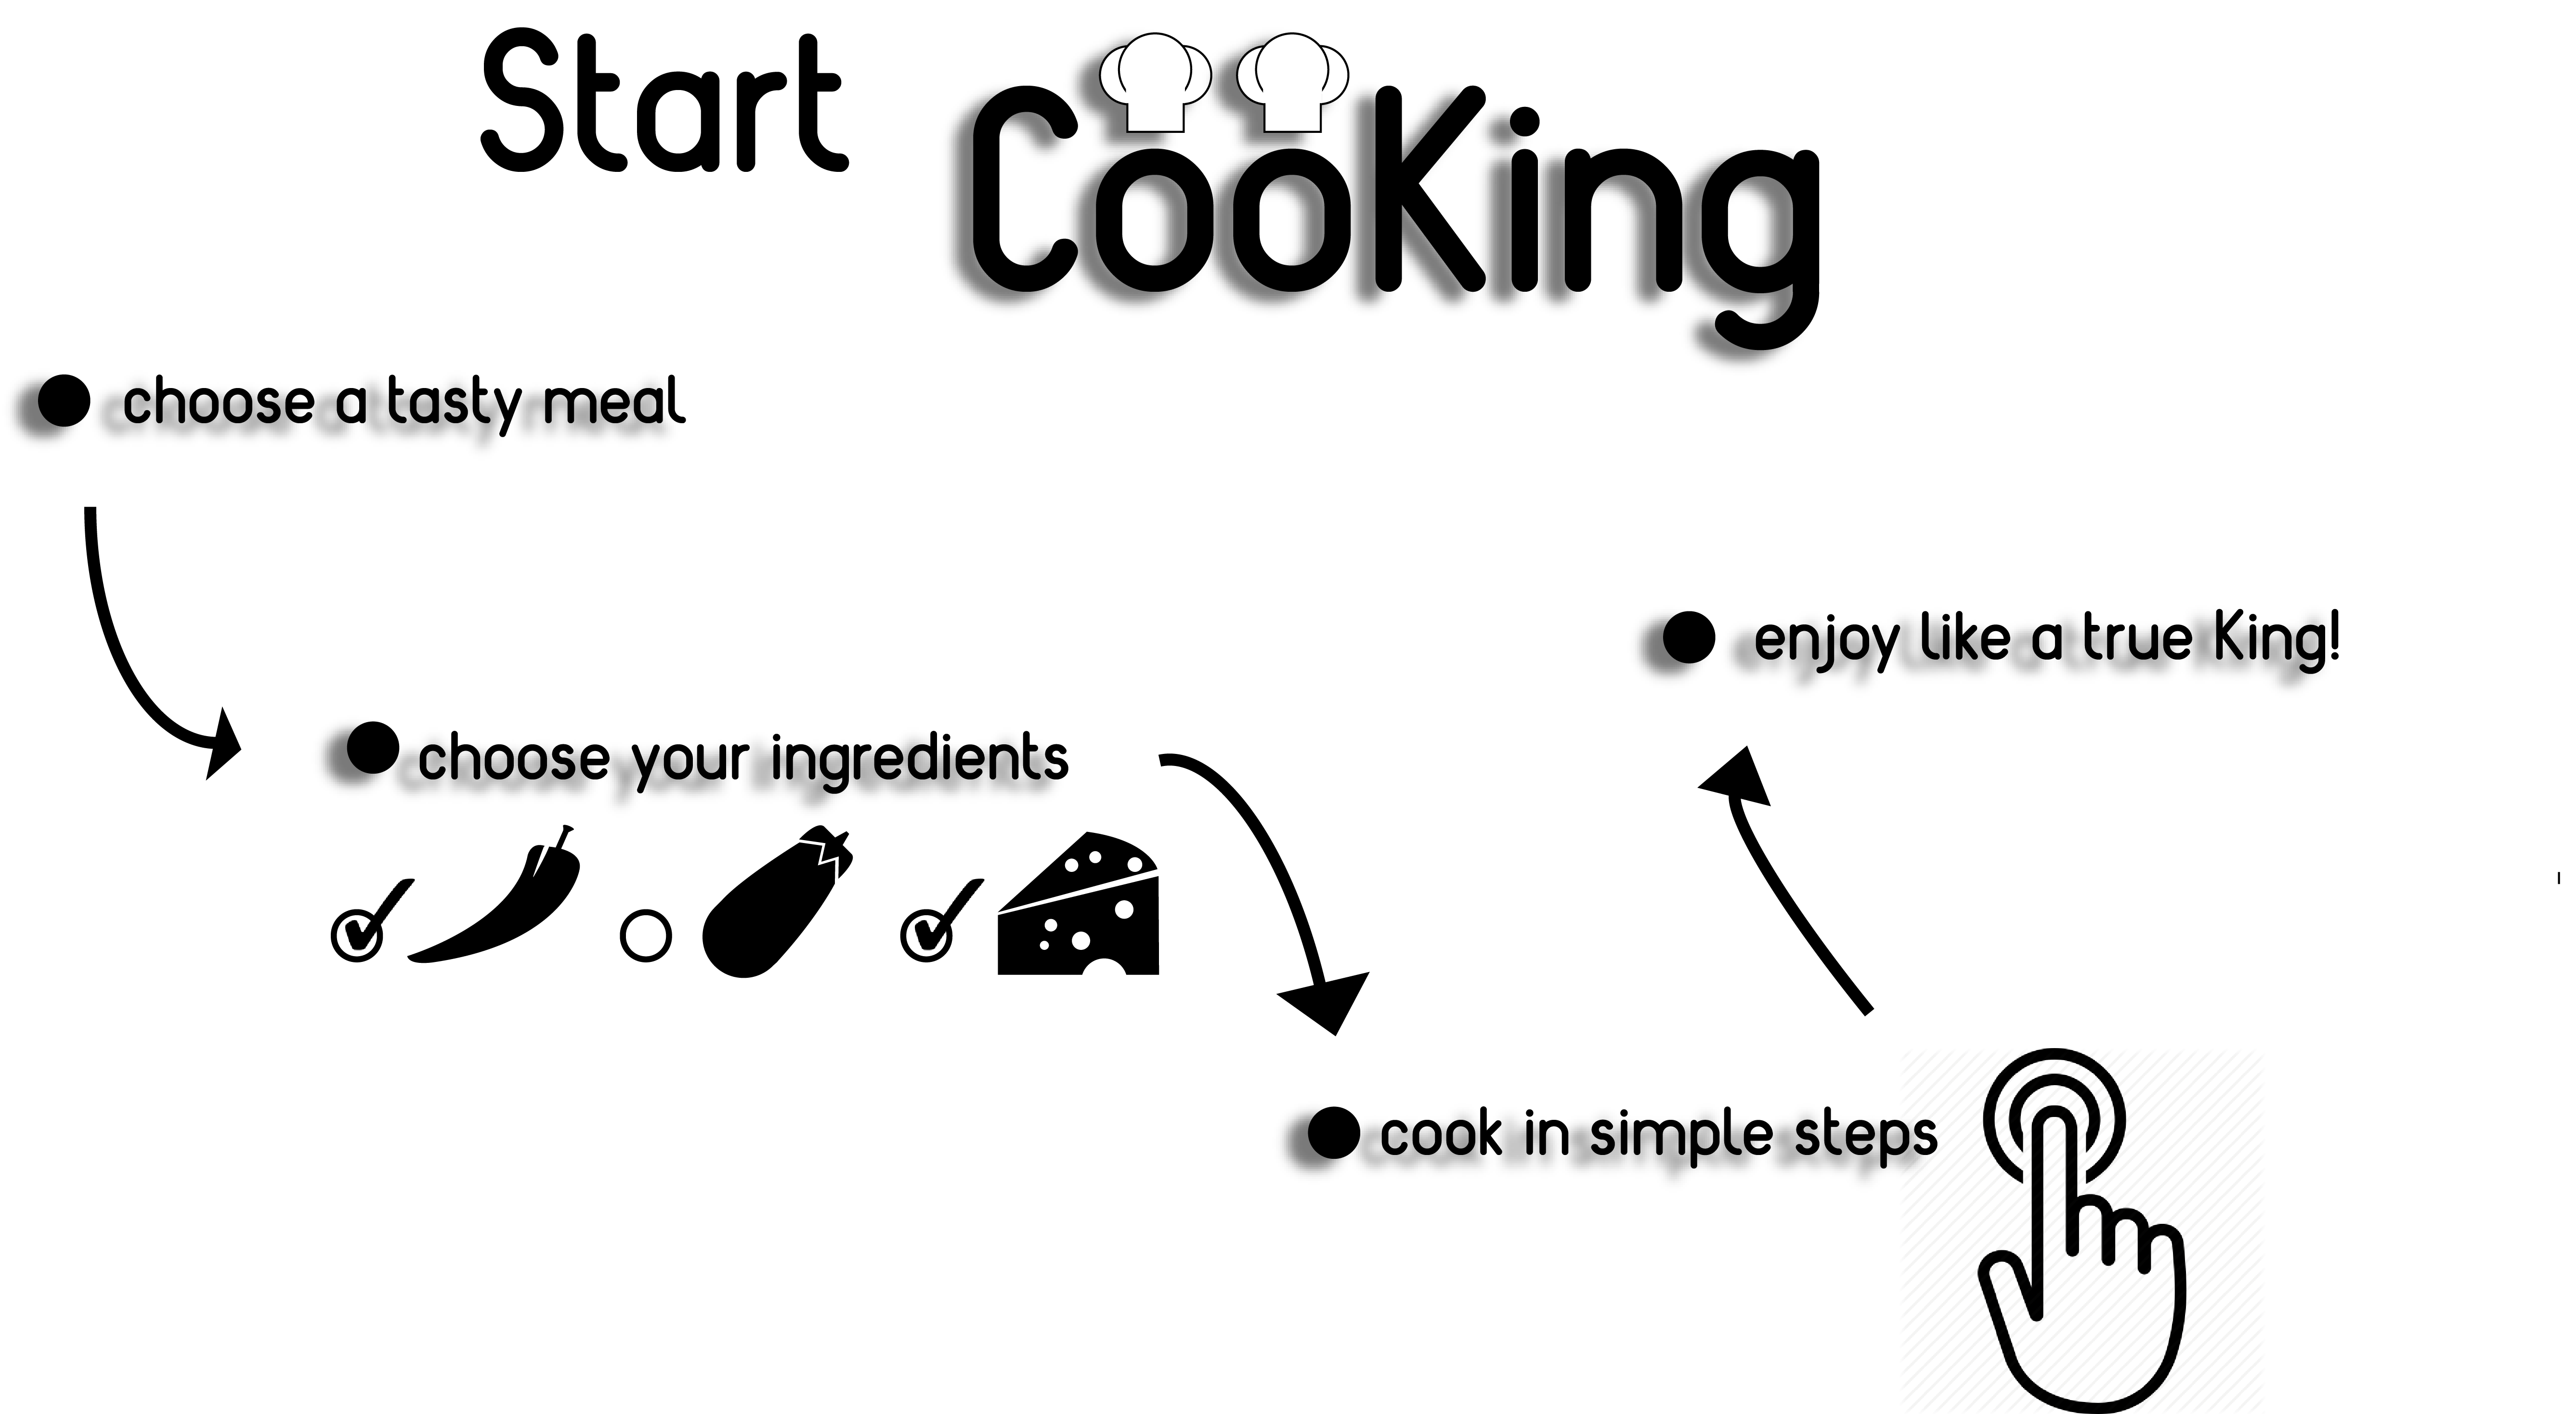 Start CooKing
choose a tasty meal
choose your ingredients
cook in simple steps
enjoy like a true King!